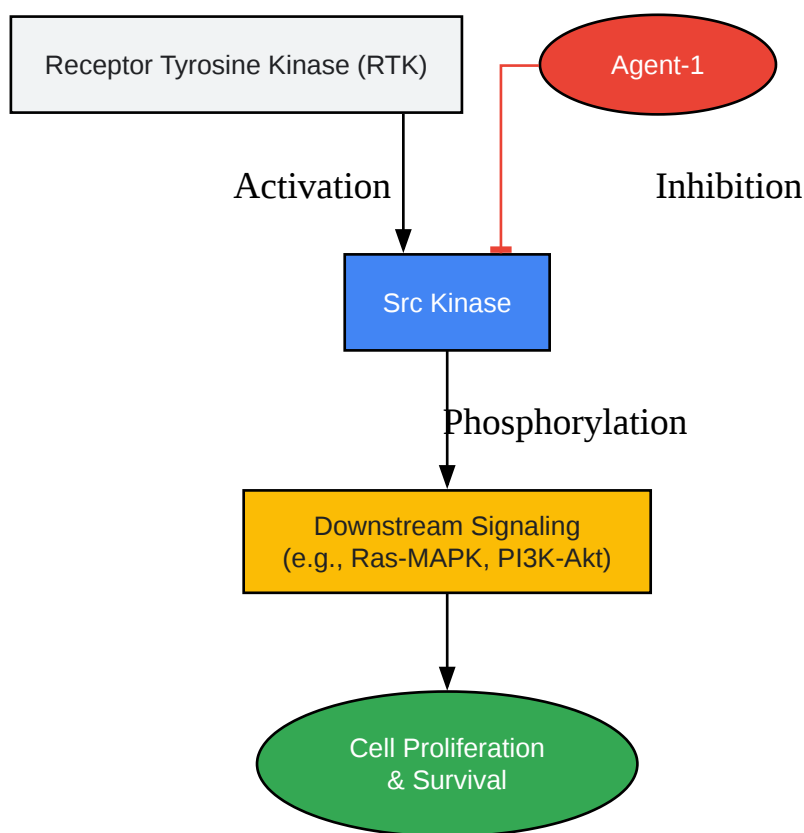 Receptor Tyrosine Kinase (RTK)
Agent-1
Activation
Inhibition
Src Kinase
Phosphorylation
Downstream Signaling
(e.g., Ras-MAPK, PI3K-Akt)
Cell Proliferation
& Survival